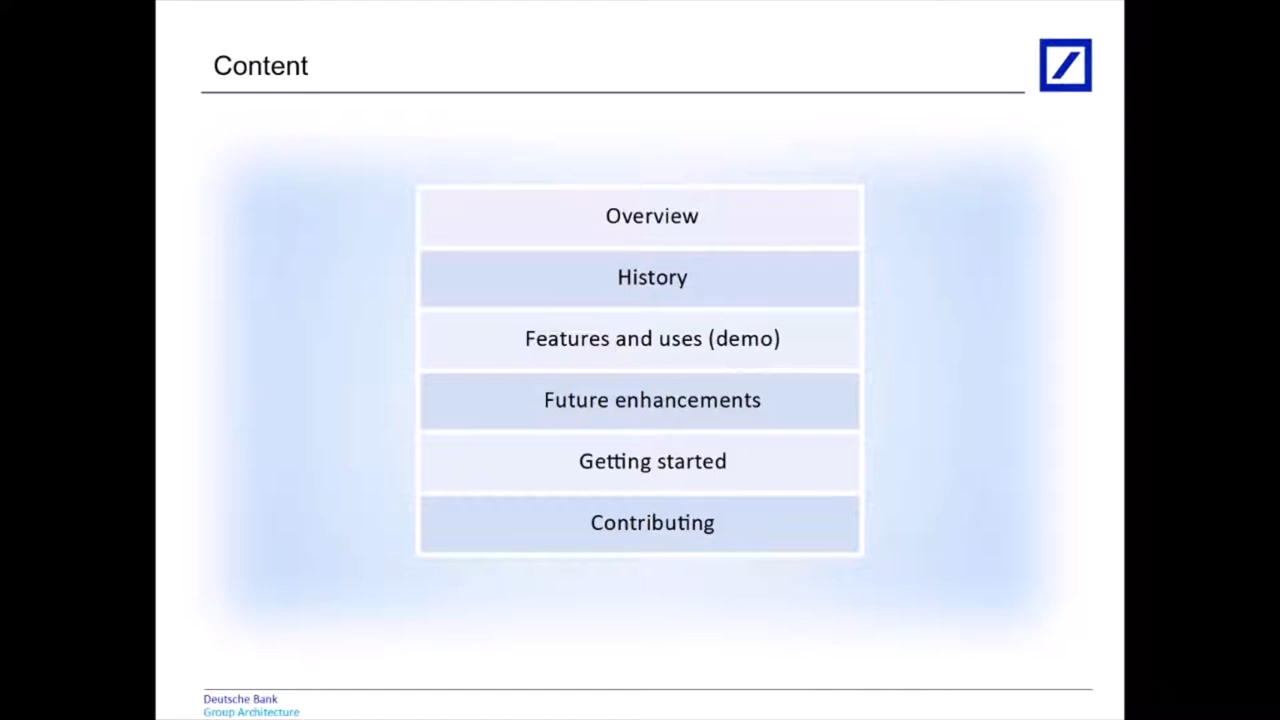 Content
Overview
History
Features and uses (demo)
Future enhancements
Getting started
Contributing
Deutsche Bank
Group Architecture